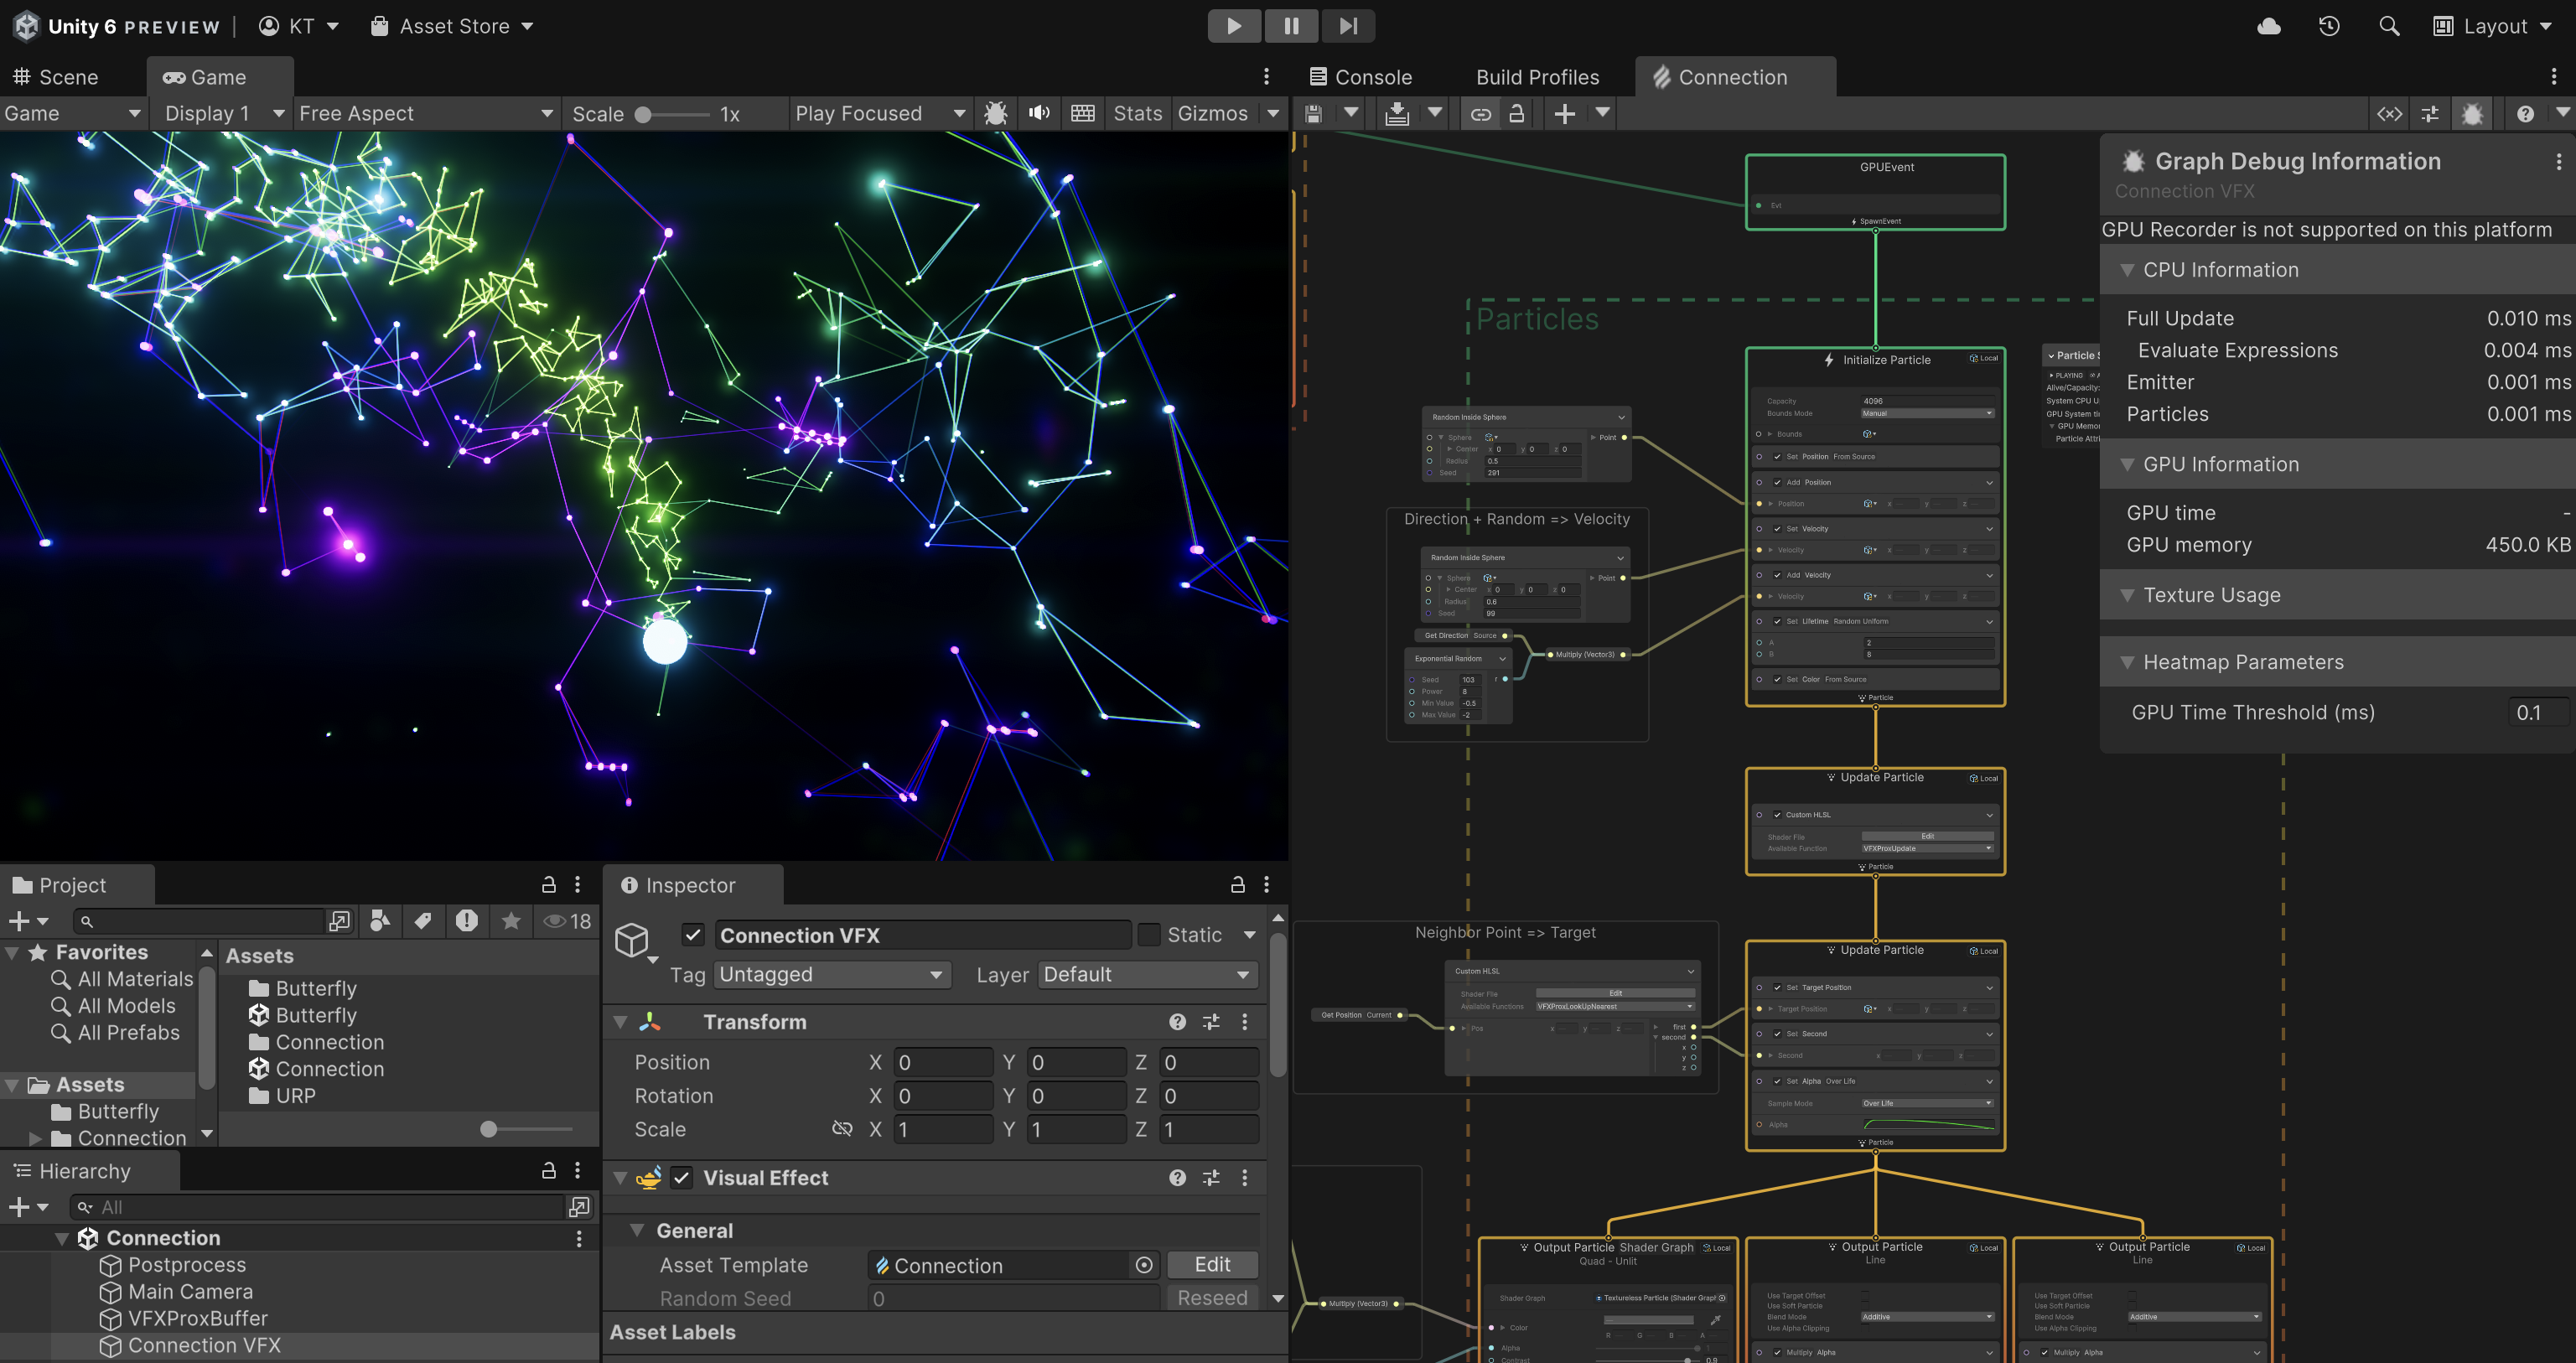 Unity 6 PREVIEW
KT
Asset Store
Layout
Scene
Game
Game
Display 1
Free Aspect
Scale
1x
Play Focused
Stats
Gizmos
Project
18
Favorites
All Materials
All Models
All Prefabs
Assets
Butterfly
Connection
Assets
Butterfly
Butterfly
Connection
Connection
URP
Hierarchy
All
Connection
Postprocess
Main Camera
VFXProxBuffer
Connection VFX
Inspector
Connection VFX
Static
Tag Untagged
Layer Default
Transform
Position X 0 Y 0 Z 0
Rotation X 0 Y 0 Z 0
Scale X 1 Y 1 Z 1
Visual Effect
General
Asset Template Connection Edit
Random Seed 0 Reseed
Asset Labels
Console
Build Profiles
Connection
GPUEvent
Evt
SpawnEvent
Particles
Initialize Particle
Local
Capacity 4096
Bounds Mode Manual
Bounds
Set Position From Source
Add Position
Position x y z
Set Velocity
Velocity x y z
Add Velocity
Velocity x y z
Set Lifetime Random Uniform
A 2
B 8
Set Color From Source
Particle
Random Inside Sphere
Sphere
Point
Center x 0 y 0 z 0
Radius 0.5
Seed 291
Direction + Random => Velocity
Random Inside Sphere
Sphere
Point
Center x 0 y 0 z 0
Radius 0.6
Seed 99
Get Direction Source
Multiply (Vector3)
Exponential Random
Seed 103
r
Power 8
Min Value -0.5
Max Value -2
Update Particle
Local
Custom HLSL
Shader File Edit
Available Function VFXProxUpdate
Particle
Update Particle
Local
Set Target Position
Target Position x y z
Set Second
Second x y z
Set Alpha Over Life
Sample Mode Over Life
Alpha
Particle
Neighbor Point => Target
Get Position Current
Custom HLSL
Shader File Edit
Available Functions VFXProxLookUpNearest
Pos x y z
first
second
x
y
z
Multiply (Vector3)
Output Particle Shader Graph
Local
Quad - Unlit
Shader Graph Textureless Particle (Shader Grap
Color
R G B A
Alpha
Contrast 0.9
Output Particle
Local
Line
Use Target Offset
Use Soft Particle
Blend Mode Additive
Use Alpha Clipping
Multiply Alpha
Output Particle
Local
Line
Use Target Offset
Use Soft Particle
Blend Mode Additive
Use Alpha Clipping
Multiply Alpha
Particle S
PLAYING
Alive/Capacity:
System CPU U
GPU System ti
GPU Memo
Particle Attri
Graph Debug Information
Connection VFX
GPU Recorder is not supported on this platform
CPU Information
Full Update 0.010 ms
Evaluate Expressions 0.004 ms
Emitter 0.001 ms
Particles 0.001 ms
GPU Information
GPU time -
GPU memory 450.0 KB
Texture Usage
Heatmap Parameters
GPU Time Threshold (ms) 0.1